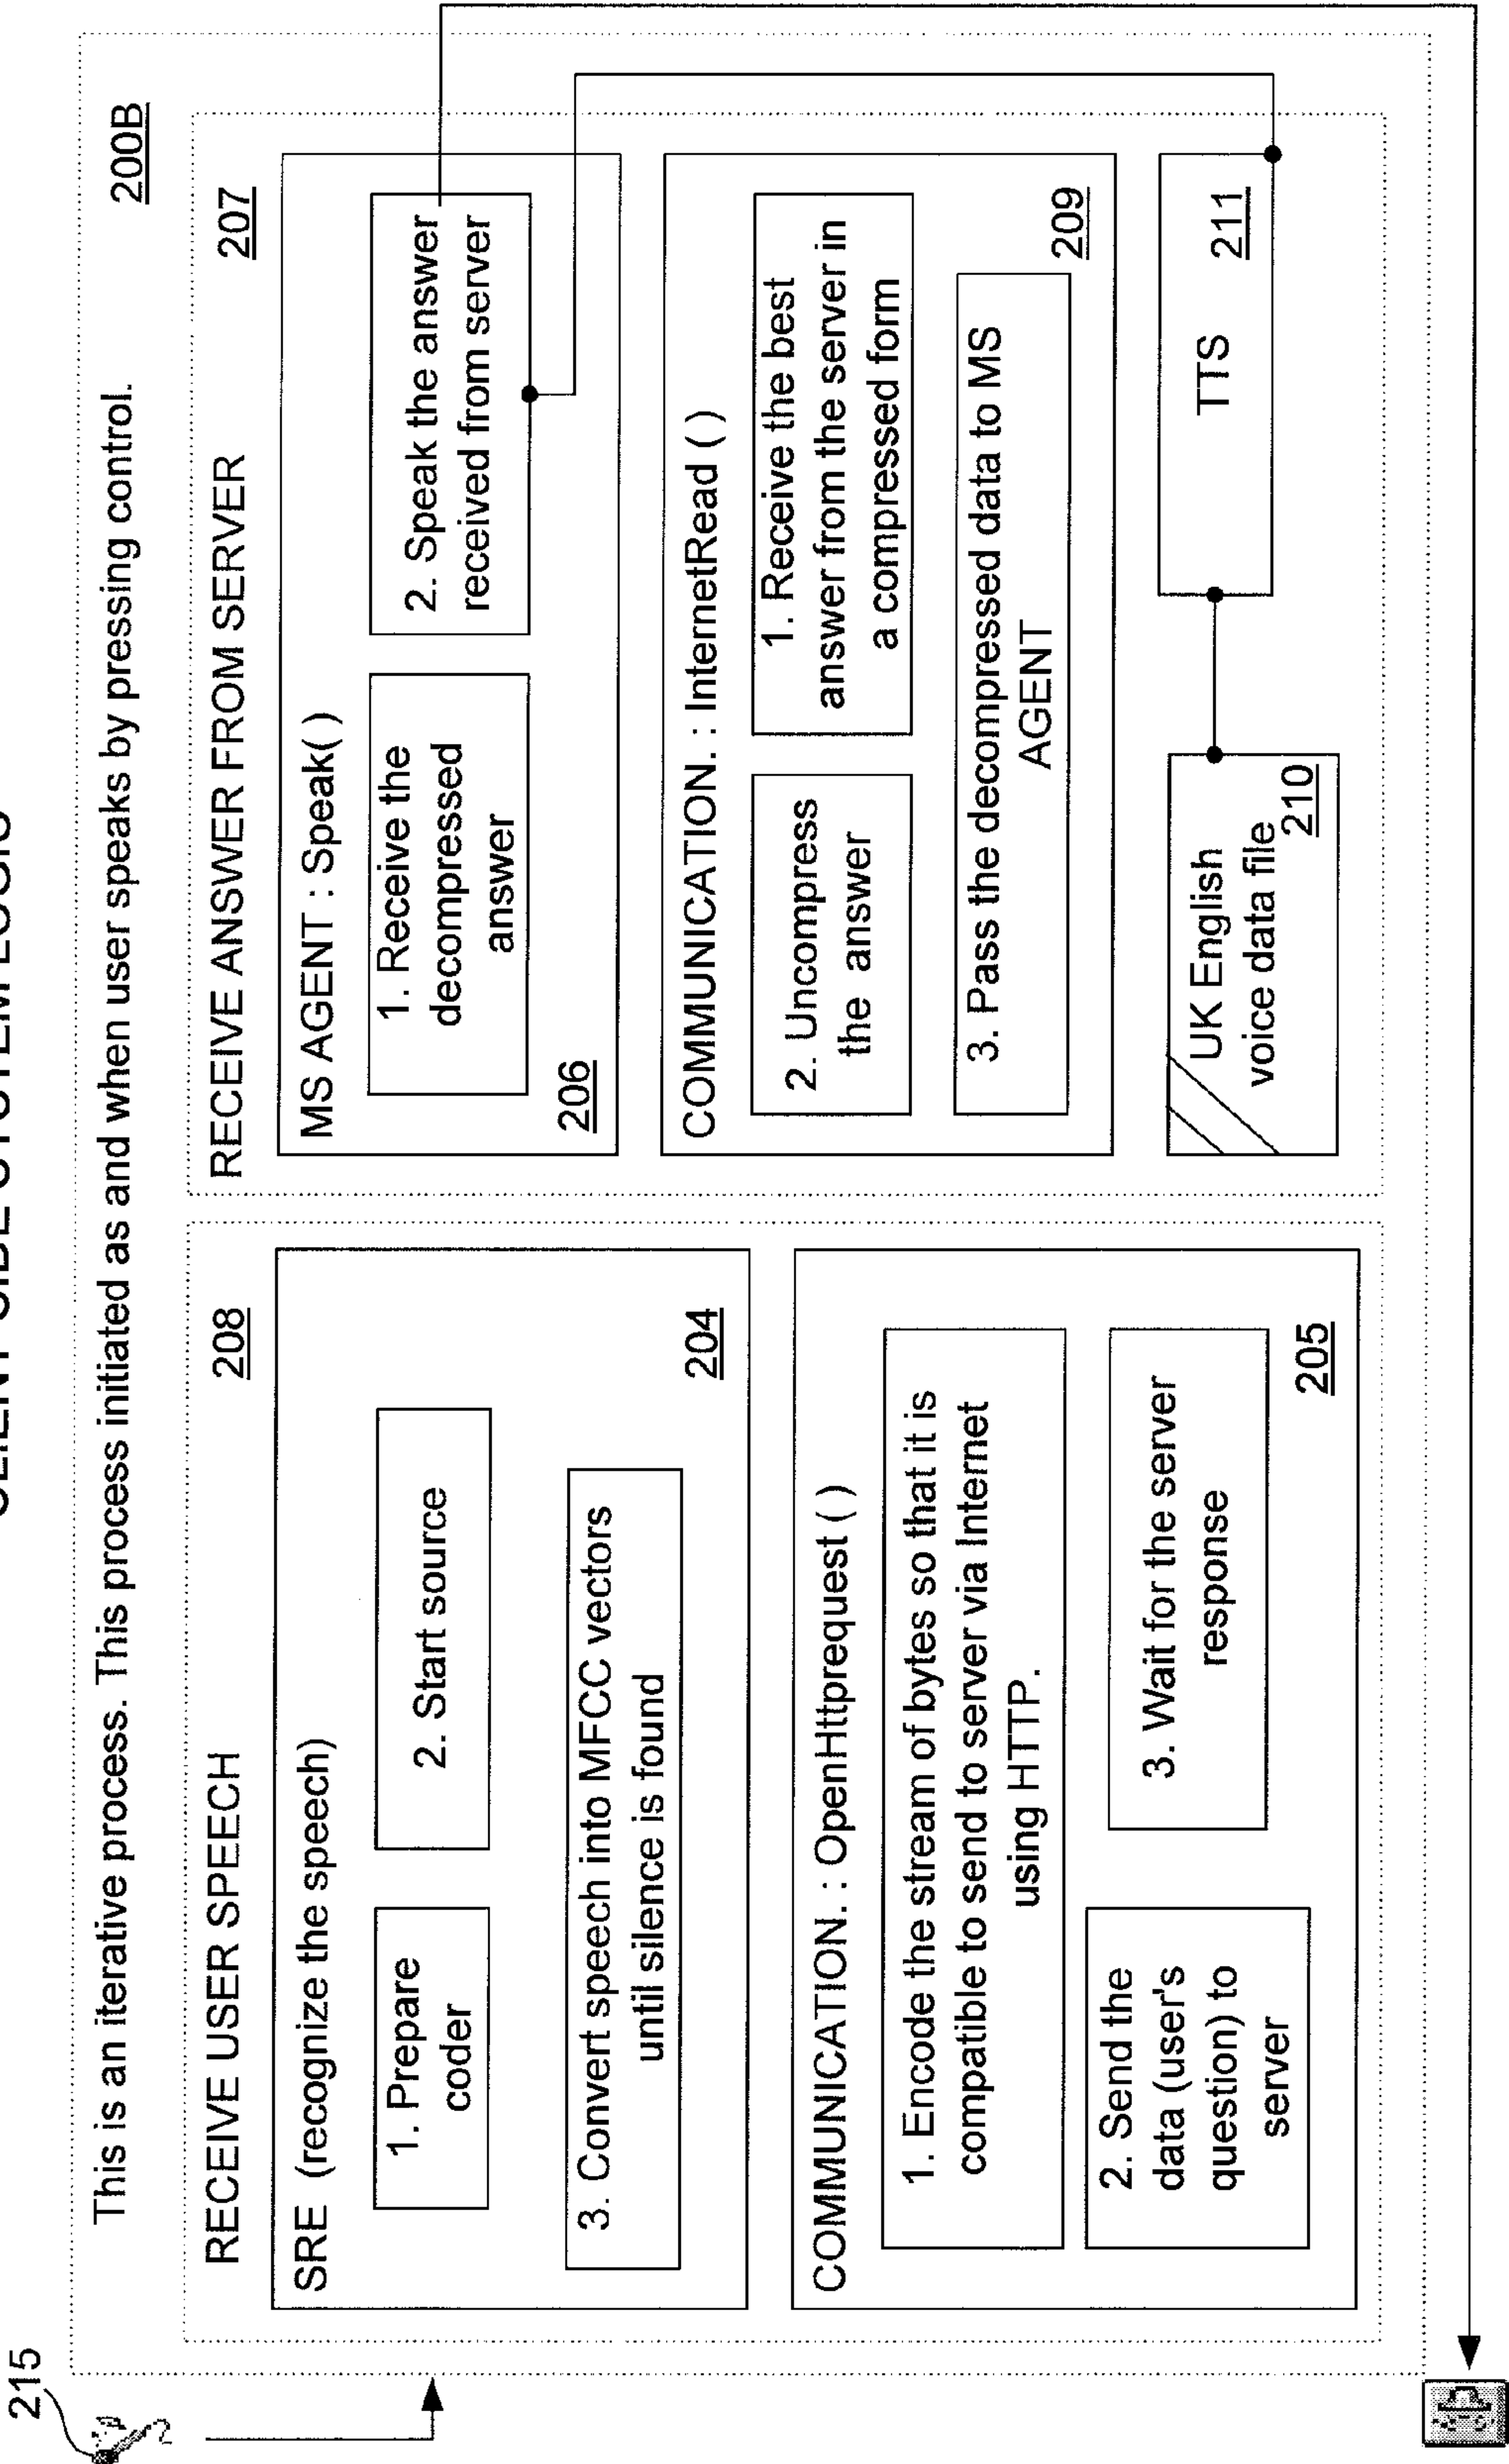 CLIENT SIDE SYSTEM LOGIC
This is an iterative process. This process initiated as and when user speaks by pressing control.
200B
215
RECEIVE USER SPEECH
208
SRE (recognize the speech)
1. Prepare
coder
2. Start source
3. Convert speech into MFCC vectors
until silence is found
204
COMMUNICATION. : OpenHttprequest ( )
1. Encode the stream of bytes so that it is
compatible to send to server via Internet
using HTTP.
2. Send the
data (user's
question) to
server
3. Wait for the server
response
205
RECEIVE ANSWER FROM SERVER
207
MS AGENT : Speak( )
1. Receive the
decompressed
answer
2. Speak the answer
received from server
206
COMMUNICATION. : InternetRead ( )
2. Uncompress
the answer
1. Receive the best
answer from the server in
a compressed form
3. Pass the decompressed data to MS
AGENT
209
UK English
voice data file
210
TTS
211